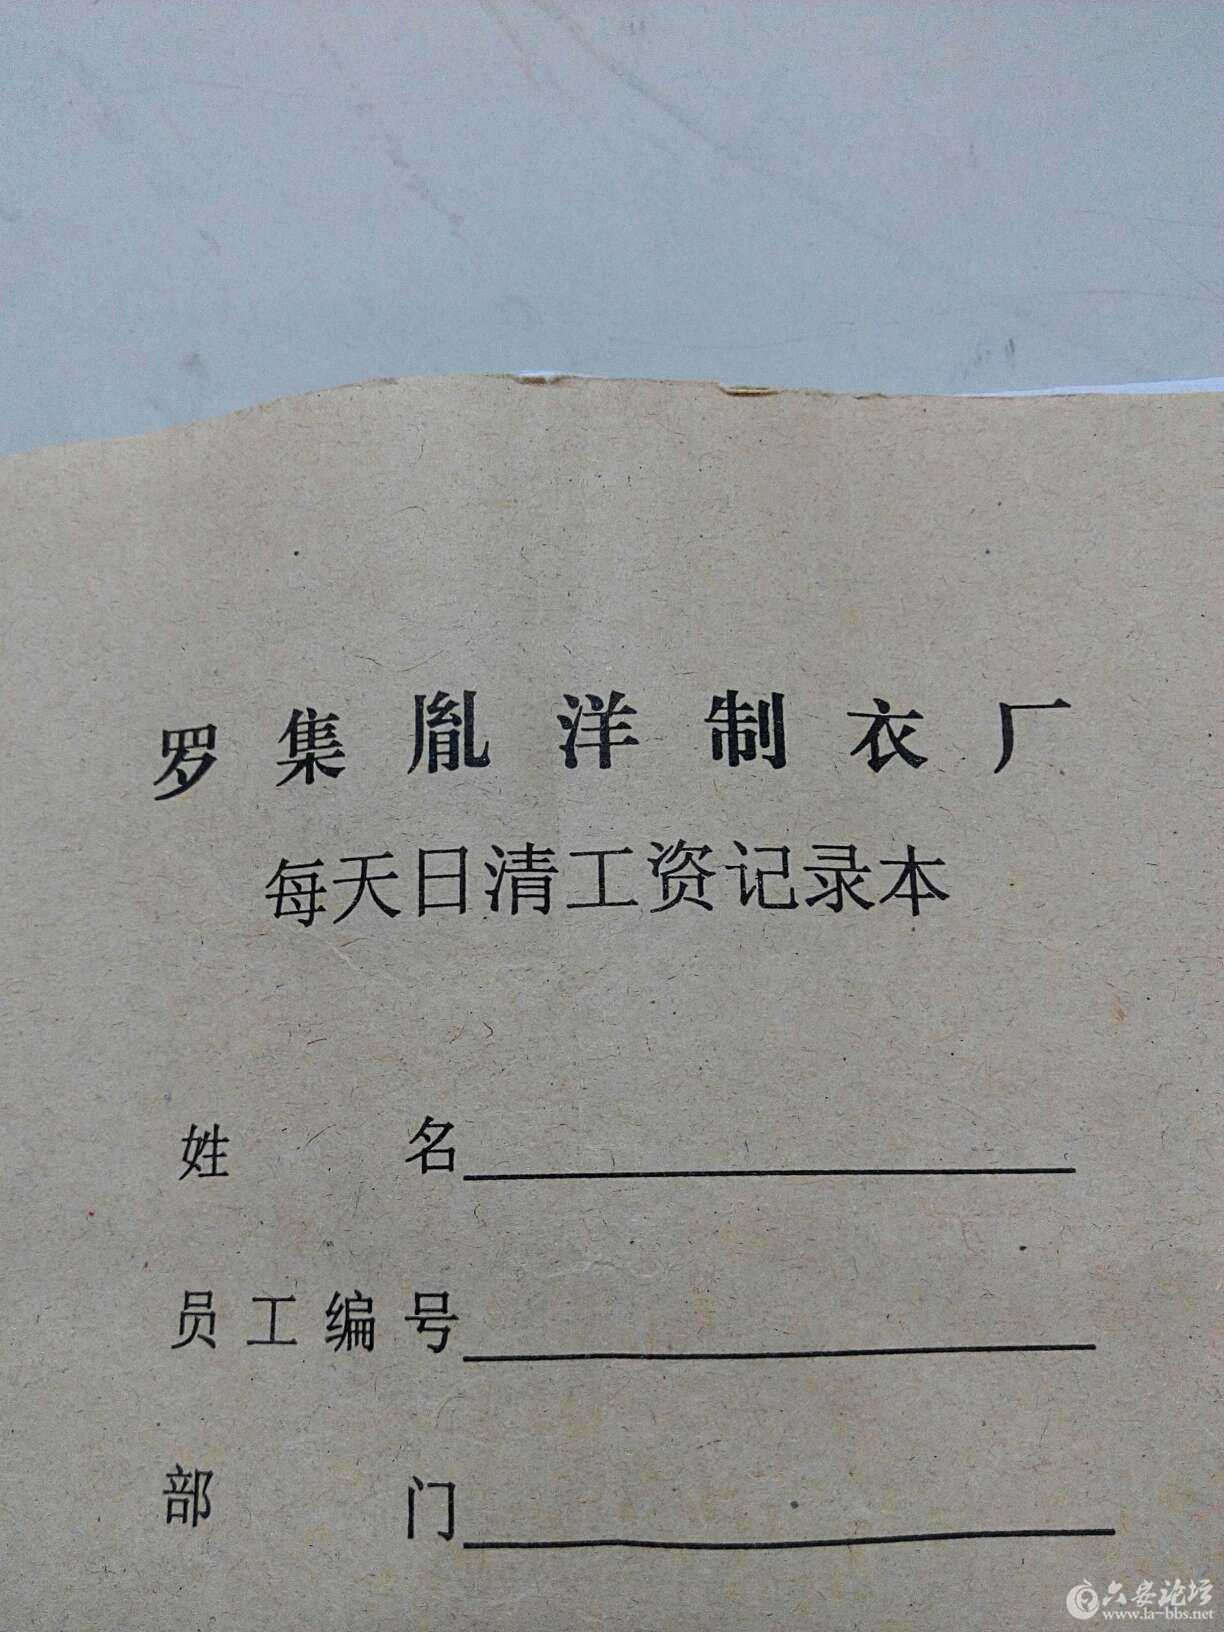 罗集胤洋制衣厂
每天日清工资记录本
姓名
员工编号
部门
六安论坛
www.la-bbs.net